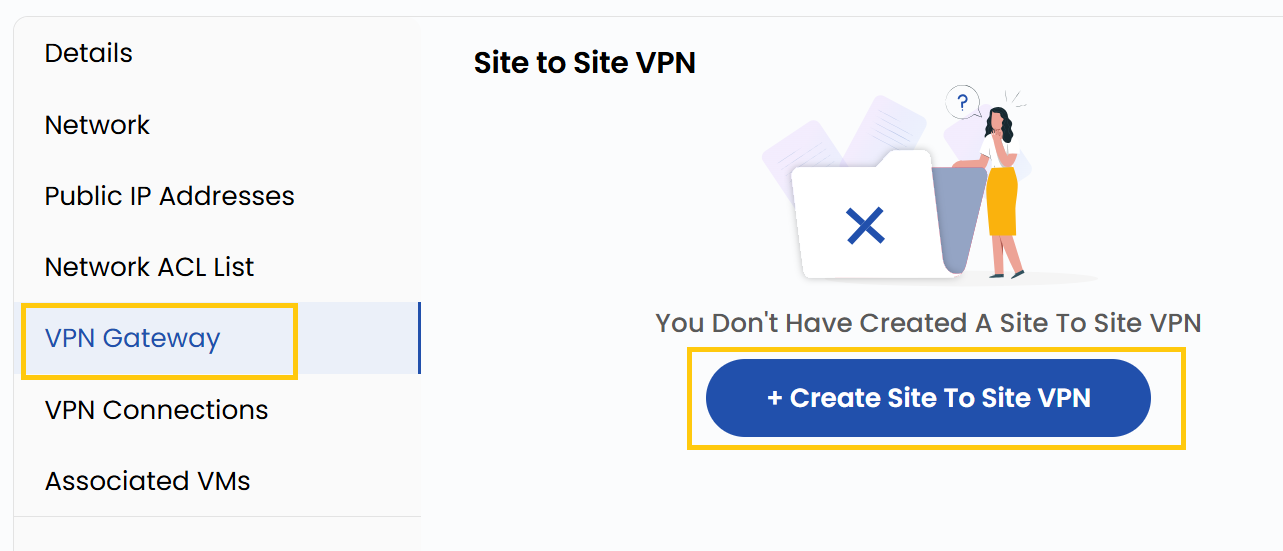 Details
Network
Public IP Addresses
Network ACL List
VPN Gateway
VPN Connections
Associated VMs
Site to Site VPN
?
You Don't Have Created A Site To Site VPN
+ Create Site To Site VPN